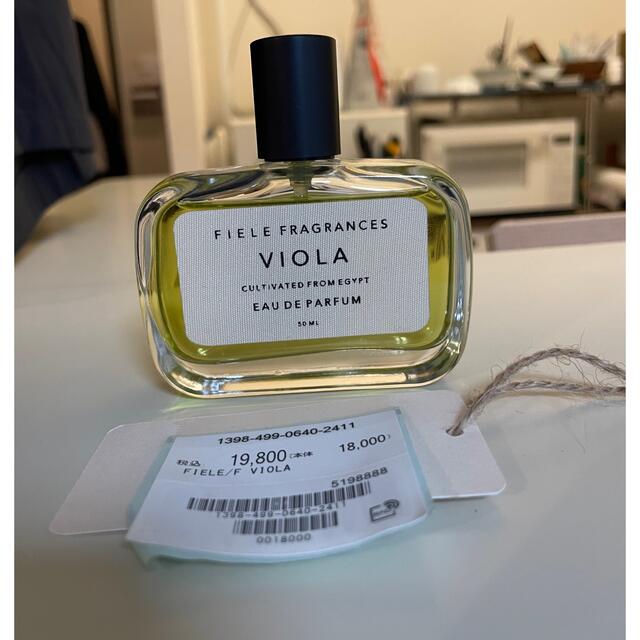 FIELE FRAGRANCES
VIOLA
CULTIVATED FROM EGYPT
EAU DE PARFUM
50 ML
1398-499-0640-2411
税込 19,800 (本体 18,000)
FIELE/F VIOLA
5198888
1398-499-0640-2411
0018000